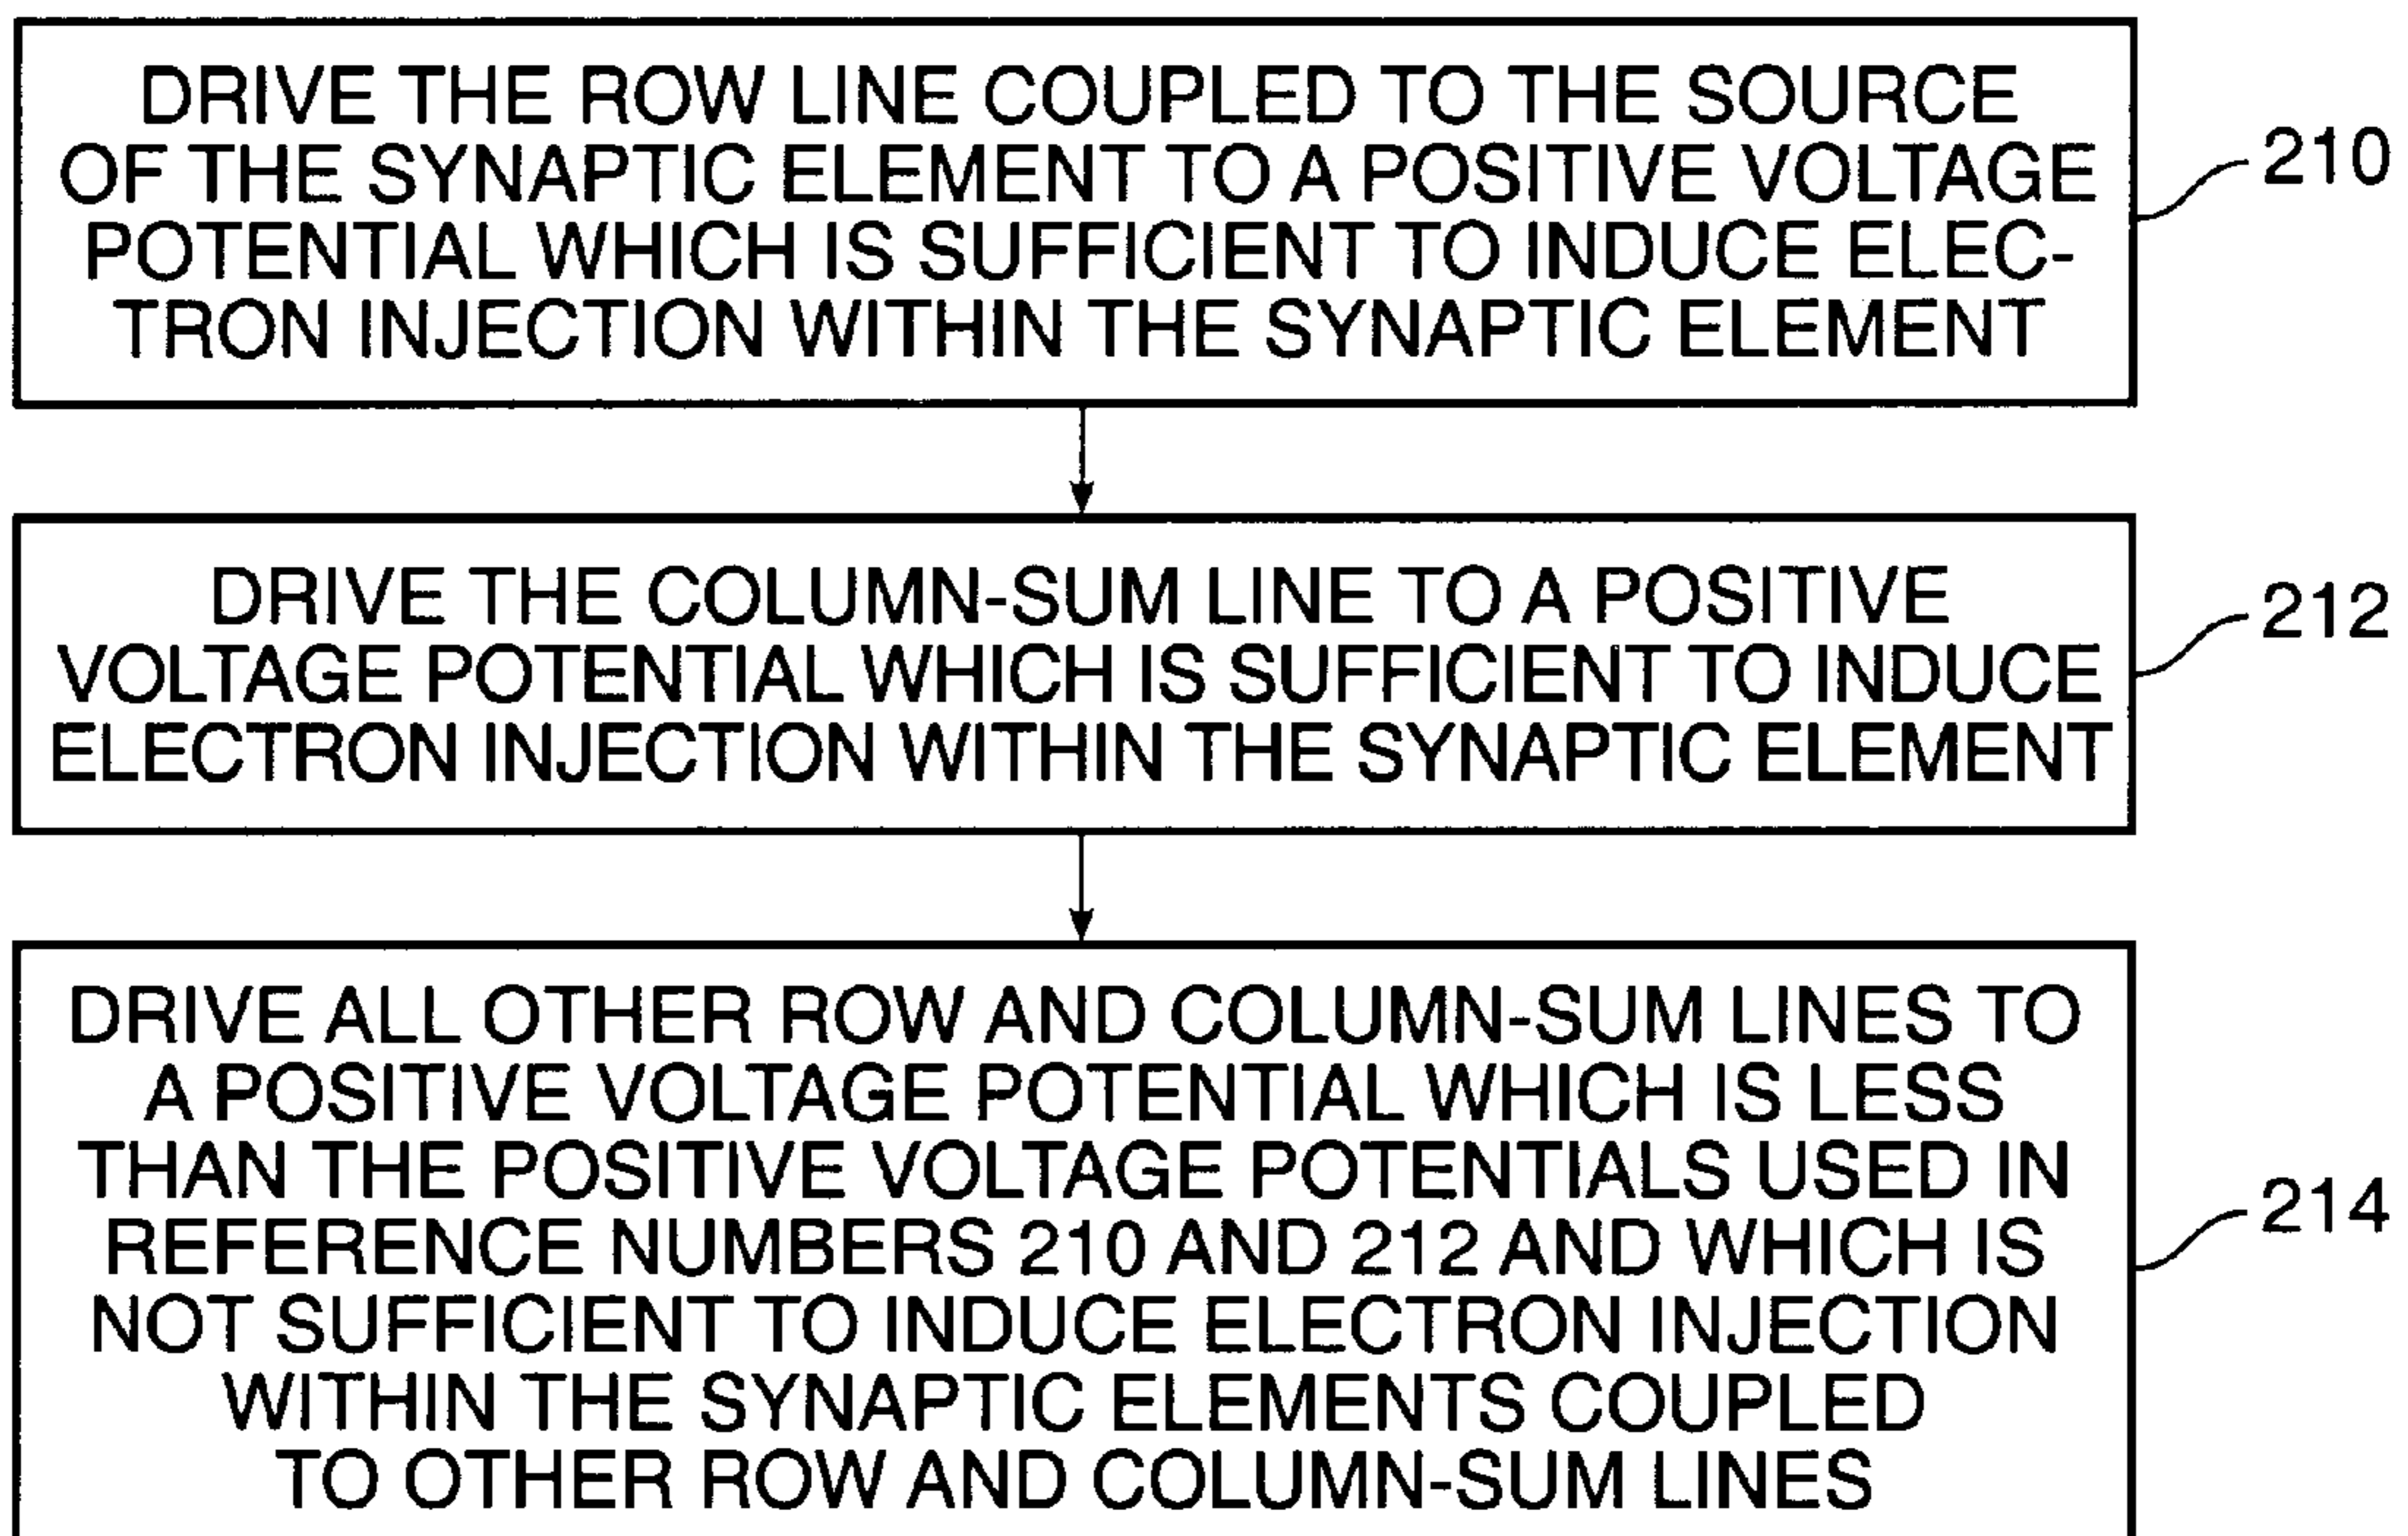 DRIVE THE ROW LINE COUPLED TO THE SOURCE
OF THE SYNAPTIC ELEMENT TO A POSITIVE VOLTAGE
POTENTIAL WHICH IS SUFFICIENT TO INDUCE ELEC-
TRON INJECTION WITHIN THE SYNAPTIC ELEMENT
210
DRIVE THE COLUMN-SUM LINE TO A POSITIVE
VOLTAGE POTENTIAL WHICH IS SUFFICIENT TO INDUCE
ELECTRON INJECTION WITHIN THE SYNAPTIC ELEMENT
212
DRIVE ALL OTHER ROW AND COLUMN-SUM LINES TO
A POSITIVE VOLTAGE POTENTIAL WHICH IS LESS
THAN THE POSITIVE VOLTAGE POTENTIALS USED IN
REFERENCE NUMBERS 210 AND 212 AND WHICH IS
NOT SUFFICIENT TO INDUCE ELECTRON INJECTION
WITHIN THE SYNAPTIC ELEMENTS COUPLED
TO OTHER ROW AND COLUMN-SUM LINES
214